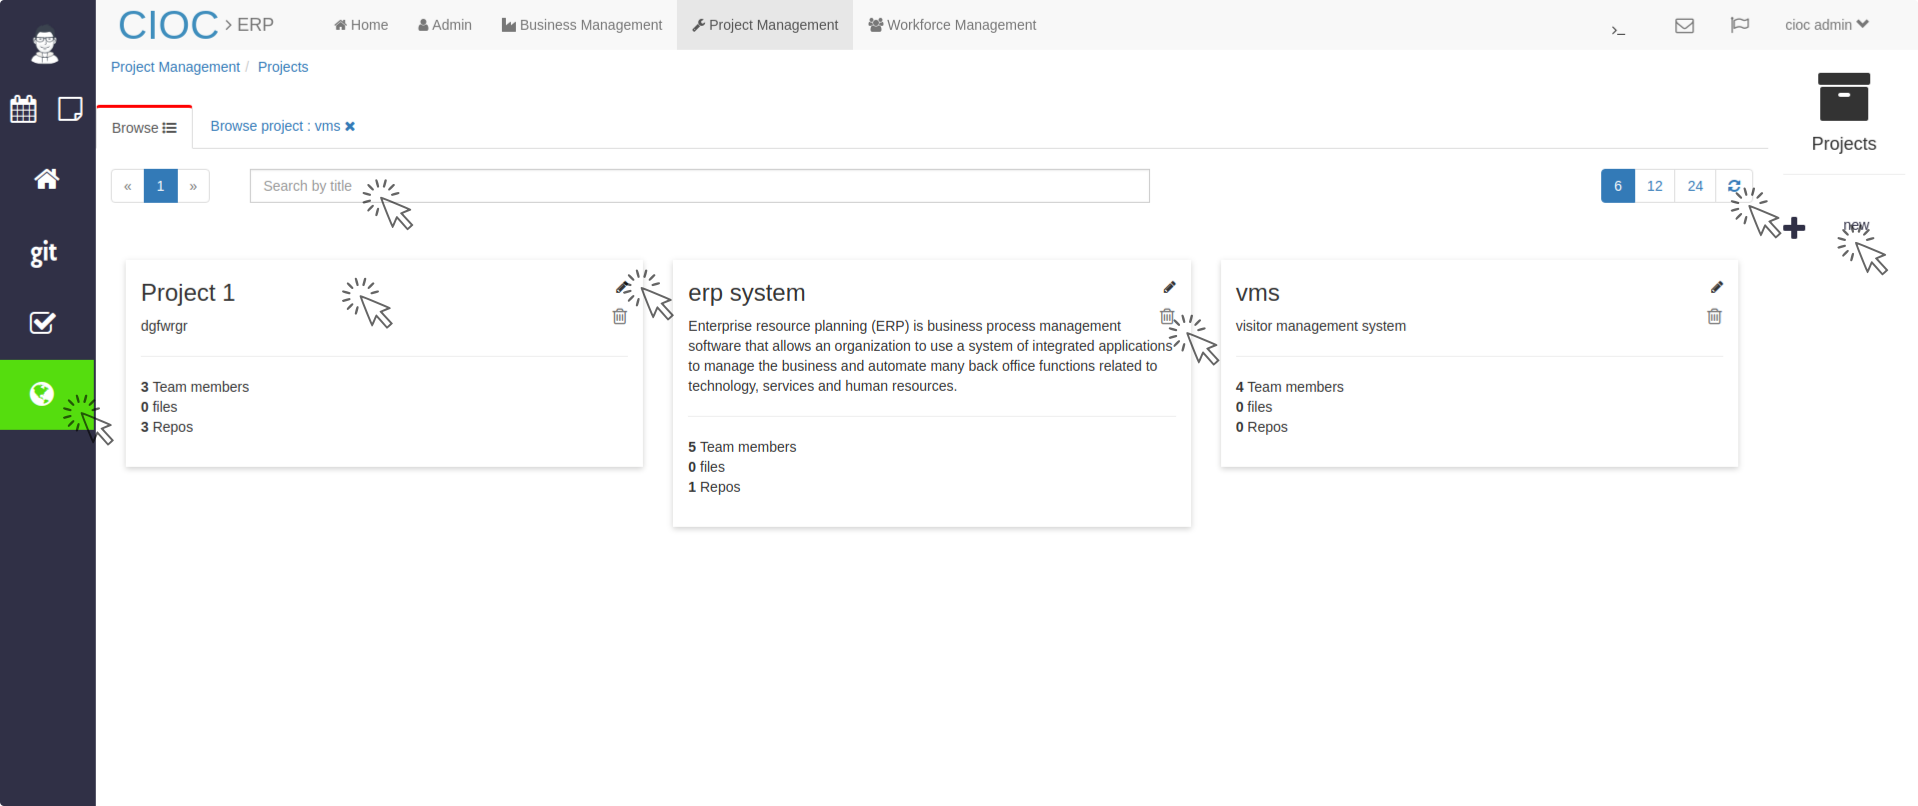 CIOC > ERP Home Admin Business Management Project Management Workforce Management >_ cioc admin
Project Management / Projects
Projects
Browse Browse project : vms ✖
« 1 » Search by title 6 12 24
new
git
Project 1
dgfwrgr
3 Team members
0 files
3 Repos
erp system
Enterprise resource planning (ERP) is business process management
software that allows an organization to use a system of integrated applications
to manage the business and automate many back office functions related to
technology, services and human resources.
5 Team members
0 files
1 Repos
vms
visitor management system
4 Team members
0 files
0 Repos